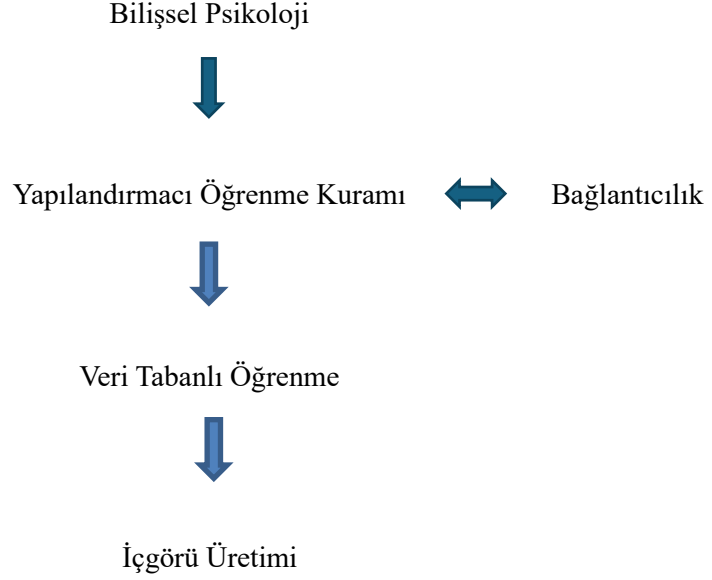 Bilişsel Psikoloji
Yapılandırmacı Öğrenme Kuramı
Bağlantıcılık
Veri Tabanlı Öğrenme
İçgörü Üretimi